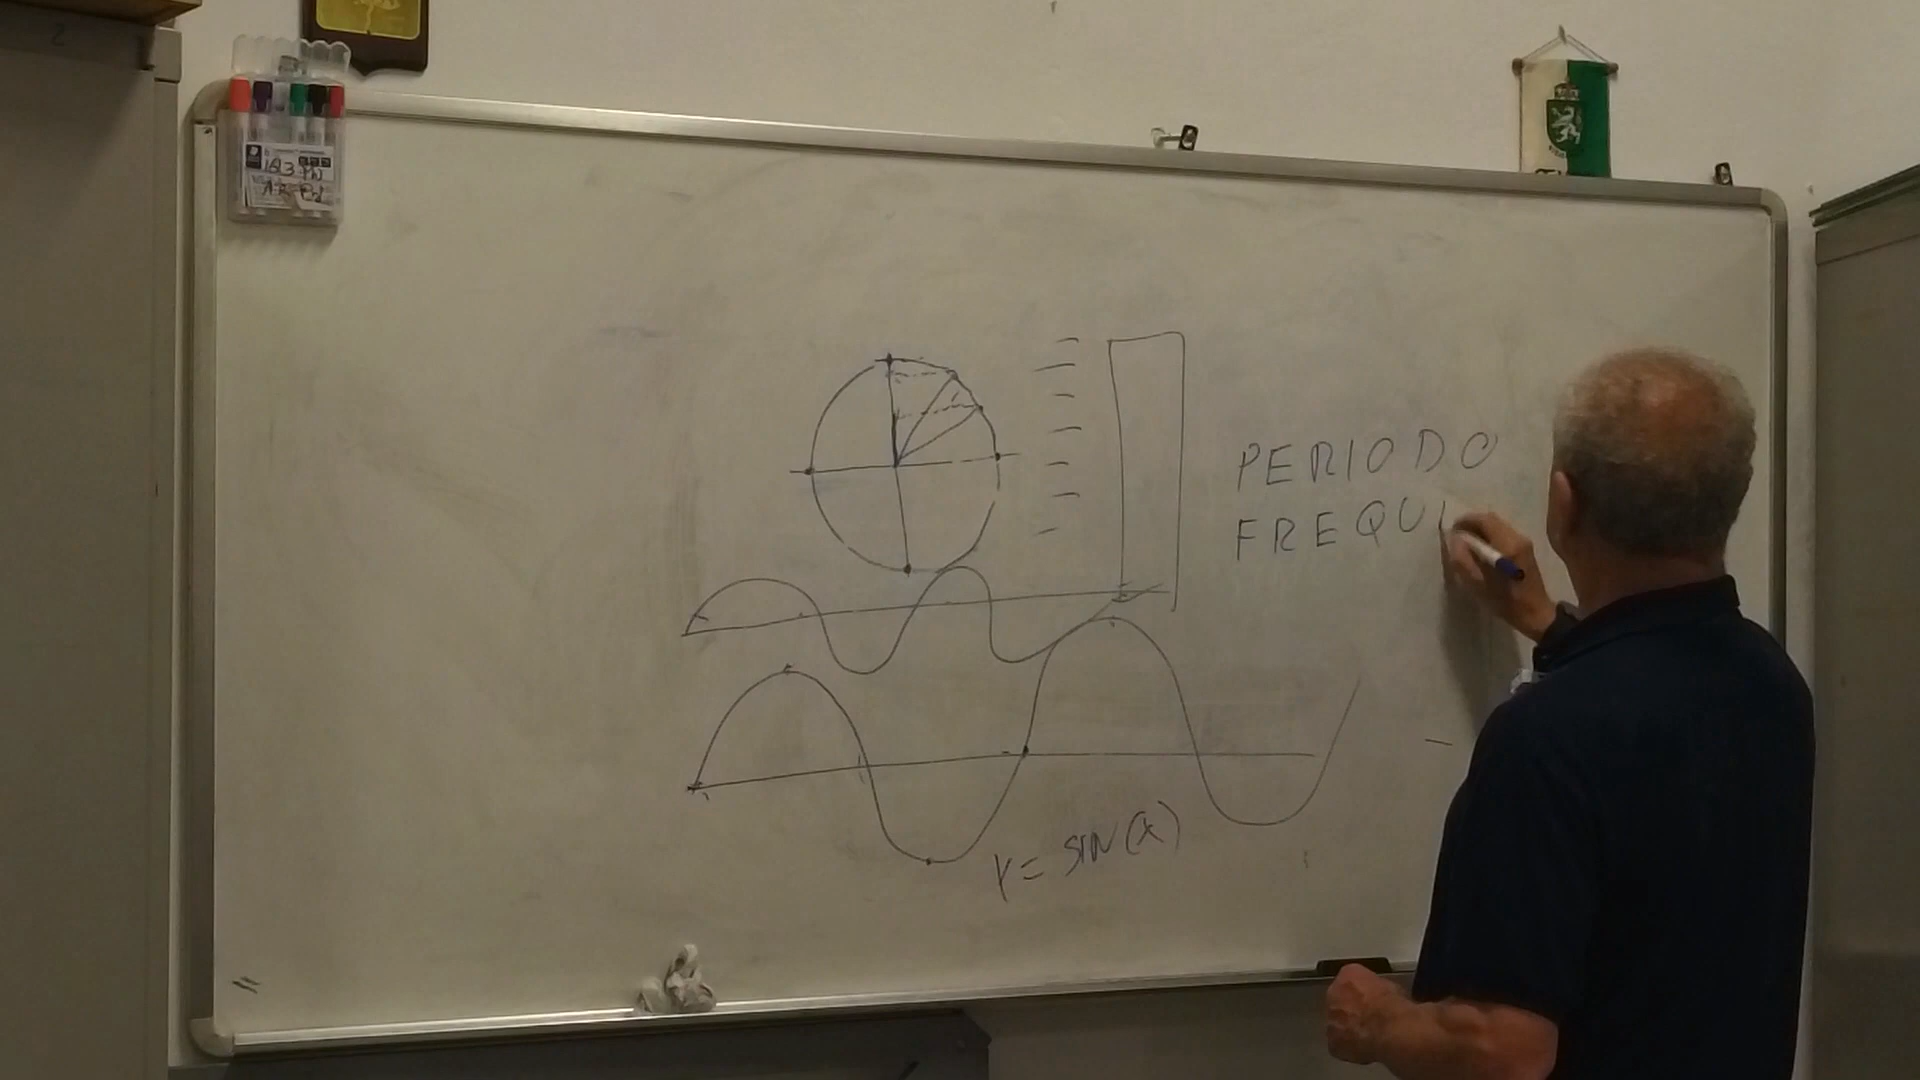 PERIODO
FREQU
Y = SIN(X)